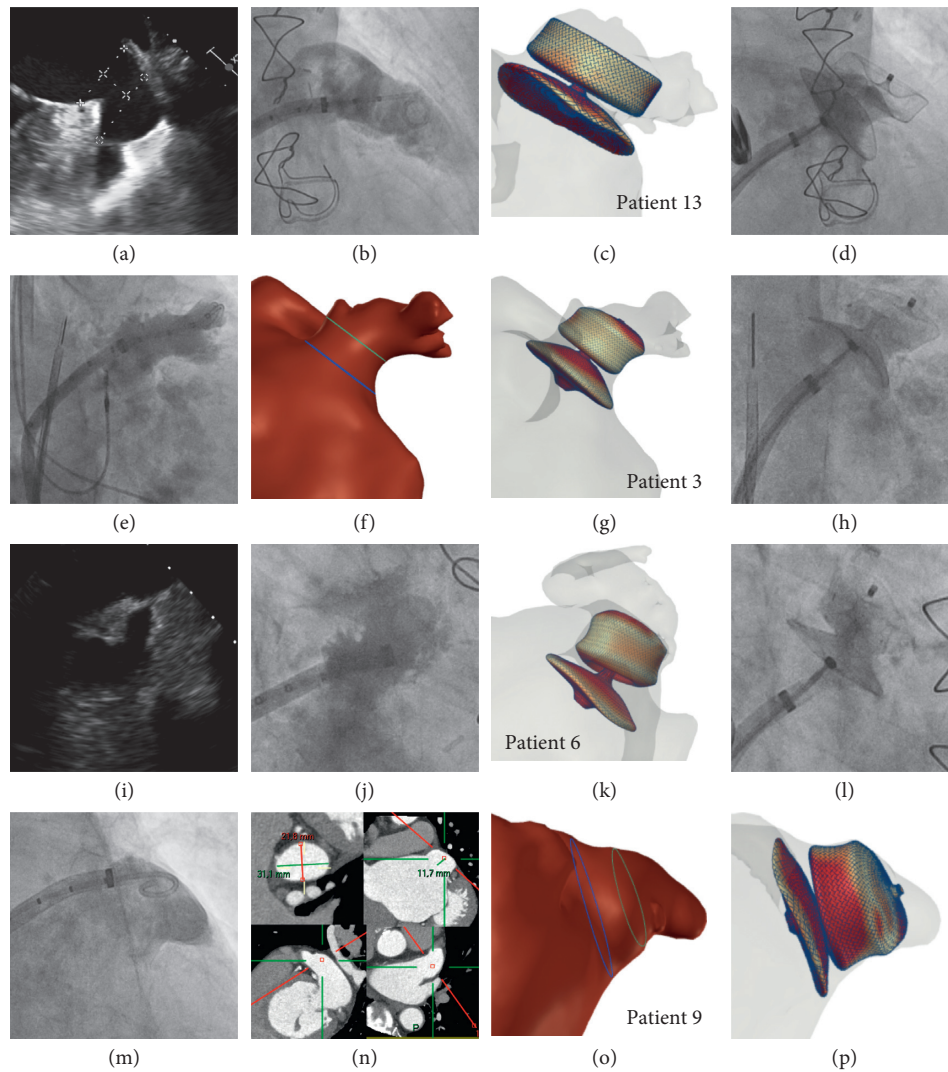 Patient 13
(a)
(b)
(c)
(d)
Patient 3
(e)
(f)
(g)
(h)
Patient 6
(i)
(j)
(k)
(l)
31,1 mm
11,7 mm
P
Patient 9
(m)
(n)
(o)
(p)